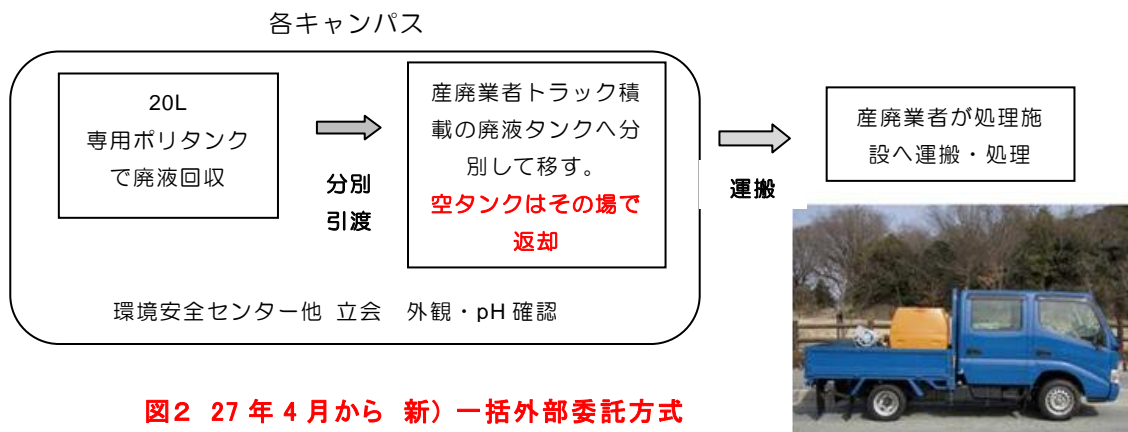 各キャンパス
20L
専用ポリタンク
で廃液回収
分別
引渡
産廃業者トラック積
載の廃液タンクへ分
別して移す。
空タンクはその場で
返却
運搬
産廃業者が処理施
設へ運搬・処理
環境安全センター他 立会 外観・pH 確認
図2 27 年 4 月から 新) 一括外部委託方式